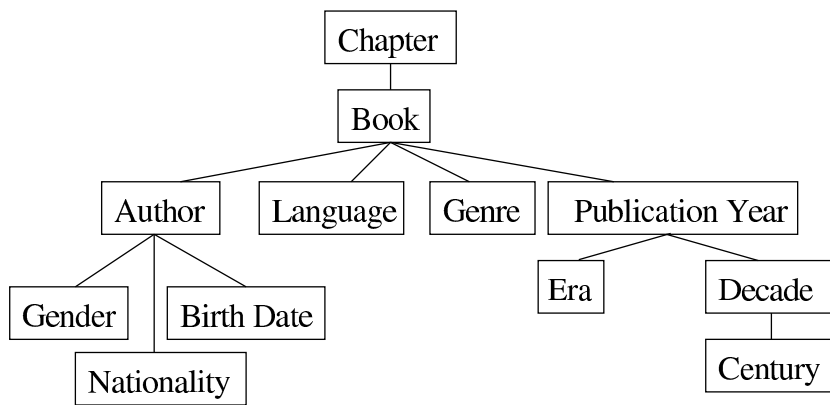 Chapter
Book
Author
Language
Genre
Publication Year
Gender
Birth Date
Era
Decade
Nationality
Century